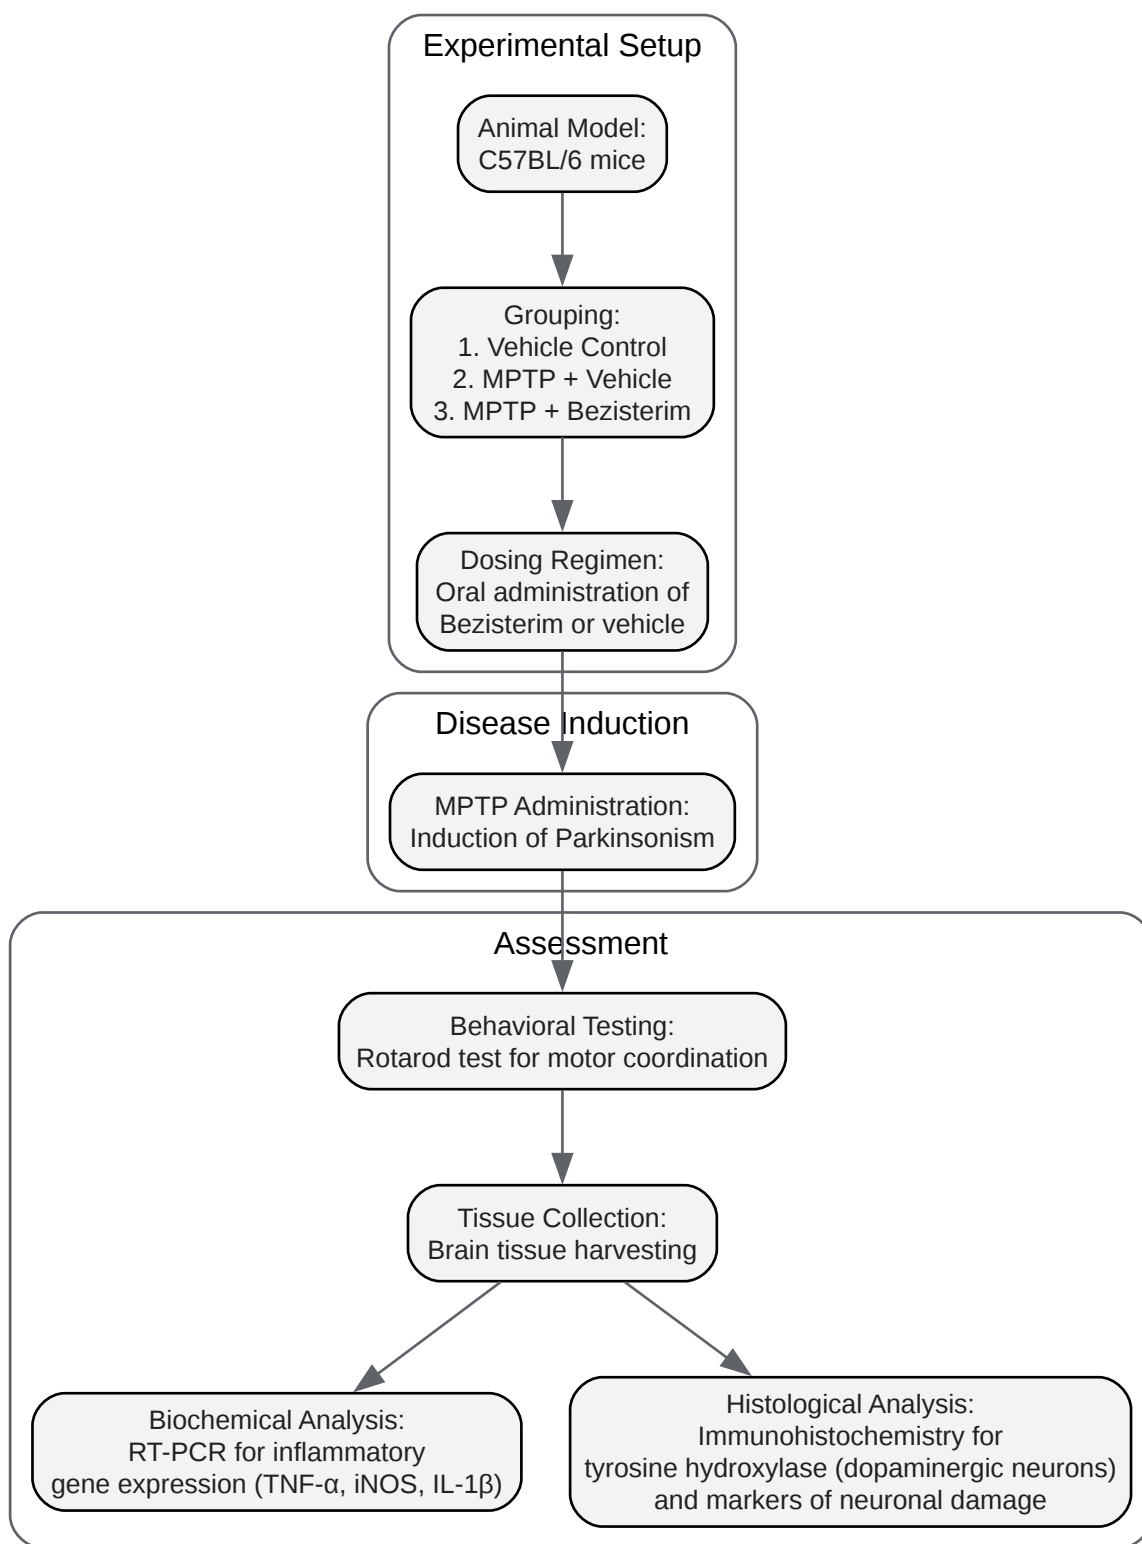 Experimental Setup
Animal Model:
C57BL/6 mice
Grouping:
1. Vehicle Control
2. MPTP + Vehicle
3. MPTP + Bezisterim
Dosing Regimen:
Oral administration of
Bezisterim or vehicle
Disease Induction
MPTP Administration:
Induction of Parkinsonism
Assessment
Behavioral Testing:
Rotarod test for motor coordination
Tissue Collection:
Brain tissue harvesting
Biochemical Analysis:
RT-PCR for inflammatory
gene expression (TNF-α, iNOS, IL-1β)
Histological Analysis:
Immunohistochemistry for
tyrosine hydroxylase (dopaminergic neurons)
and markers of neuronal damage